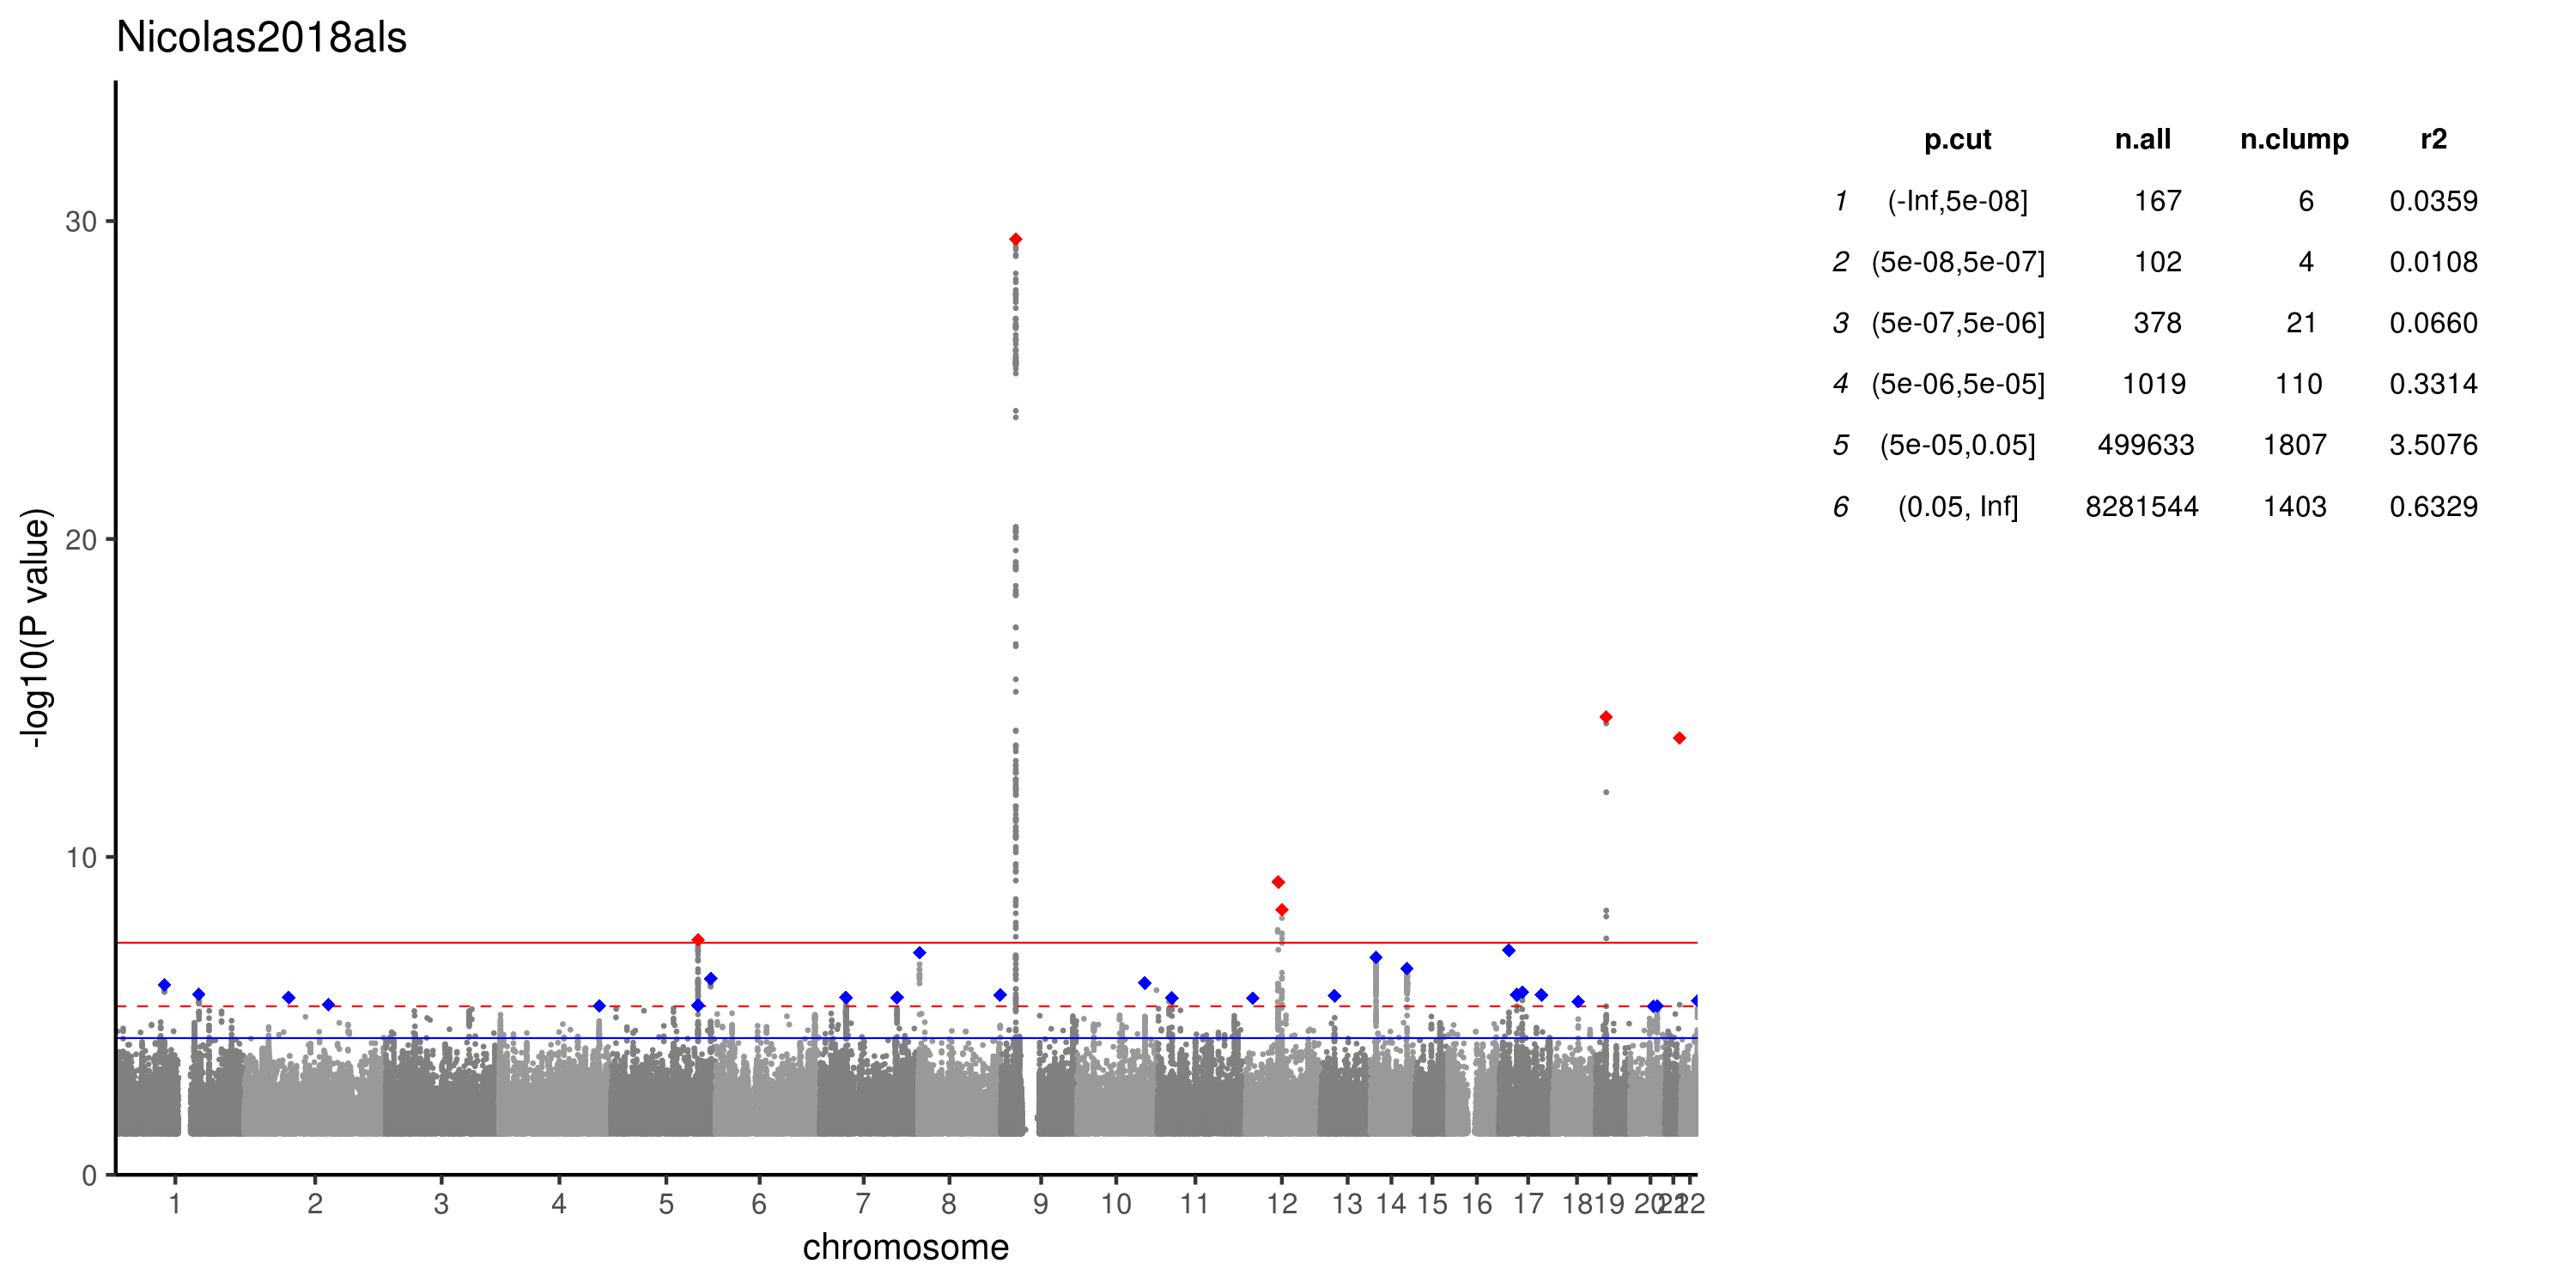 Nicolas2018als
p.cut n.all n.clump r2
1 (-Inf,5e-08] 167 6 0.0359
2 (5e-08,5e-07] 102 4 0.0108
3 (5e-07,5e-06] 378 21 0.0660
4 (5e-06,5e-05] 1019 110 0.3314
5 (5e-05,0.05] 499633 1807 3.5076
6 (0.05, Inf] 8281544 1403 0.6329
-log10(P value)
30
20
10
0
1 2 3 4 5 6 7 8 9 10 11 12 13 14 15 16 17 18 19 20 21 22
chromosome